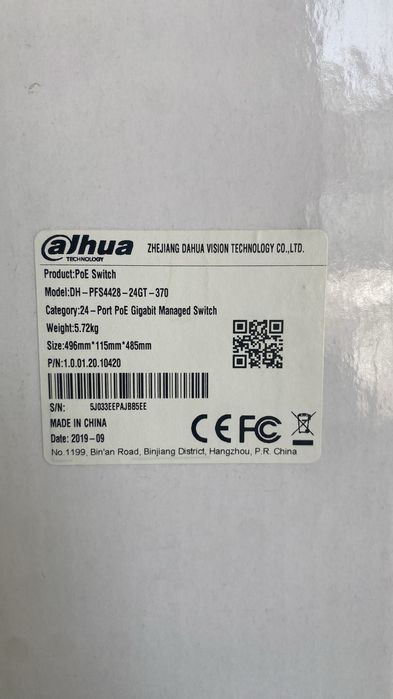 alhua
TECHNOLOGY
ZHEJIANG DAHUA VISION TECHNOLOGY CO.,LTD.
Product:PoE Switch
Model:DH-PFS4428-24GT-370
Category:24-Port PoE Gigabit Managed Switch
Weight:5.72kg
Size:496mm*115mm*485mm
P/N:1.0.01.20.10420
S/N: 5J033EEPAJB85EE
MADE IN CHINA
Date: 2019-09
CE FC
No.1199, Bin'an Road, Binjiang District, Hangzhou, P.R. China